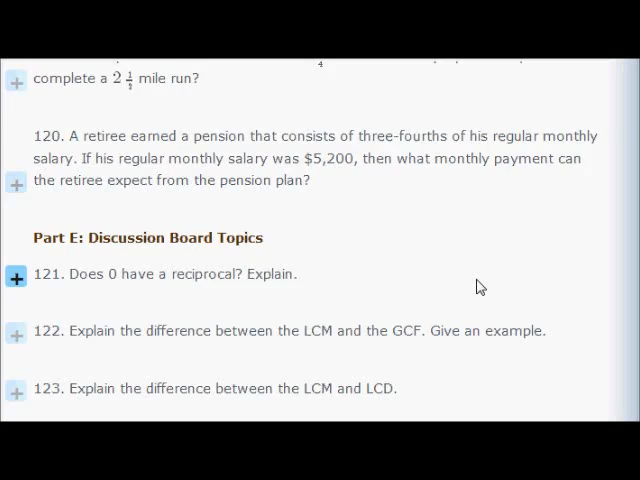 complete a 2 1/2 mile run?
120. A retiree earned a pension that consists of three-fourths of his regular monthly
salary. If his regular monthly salary was $5,200, then what monthly payment can
the retiree expect from the pension plan?
Part E: Discussion Board Topics
121. Does 0 have a reciprocal? Explain.
122. Explain the difference between the LCM and the GCF. Give an example.
123. Explain the difference between the LCM and LCD.